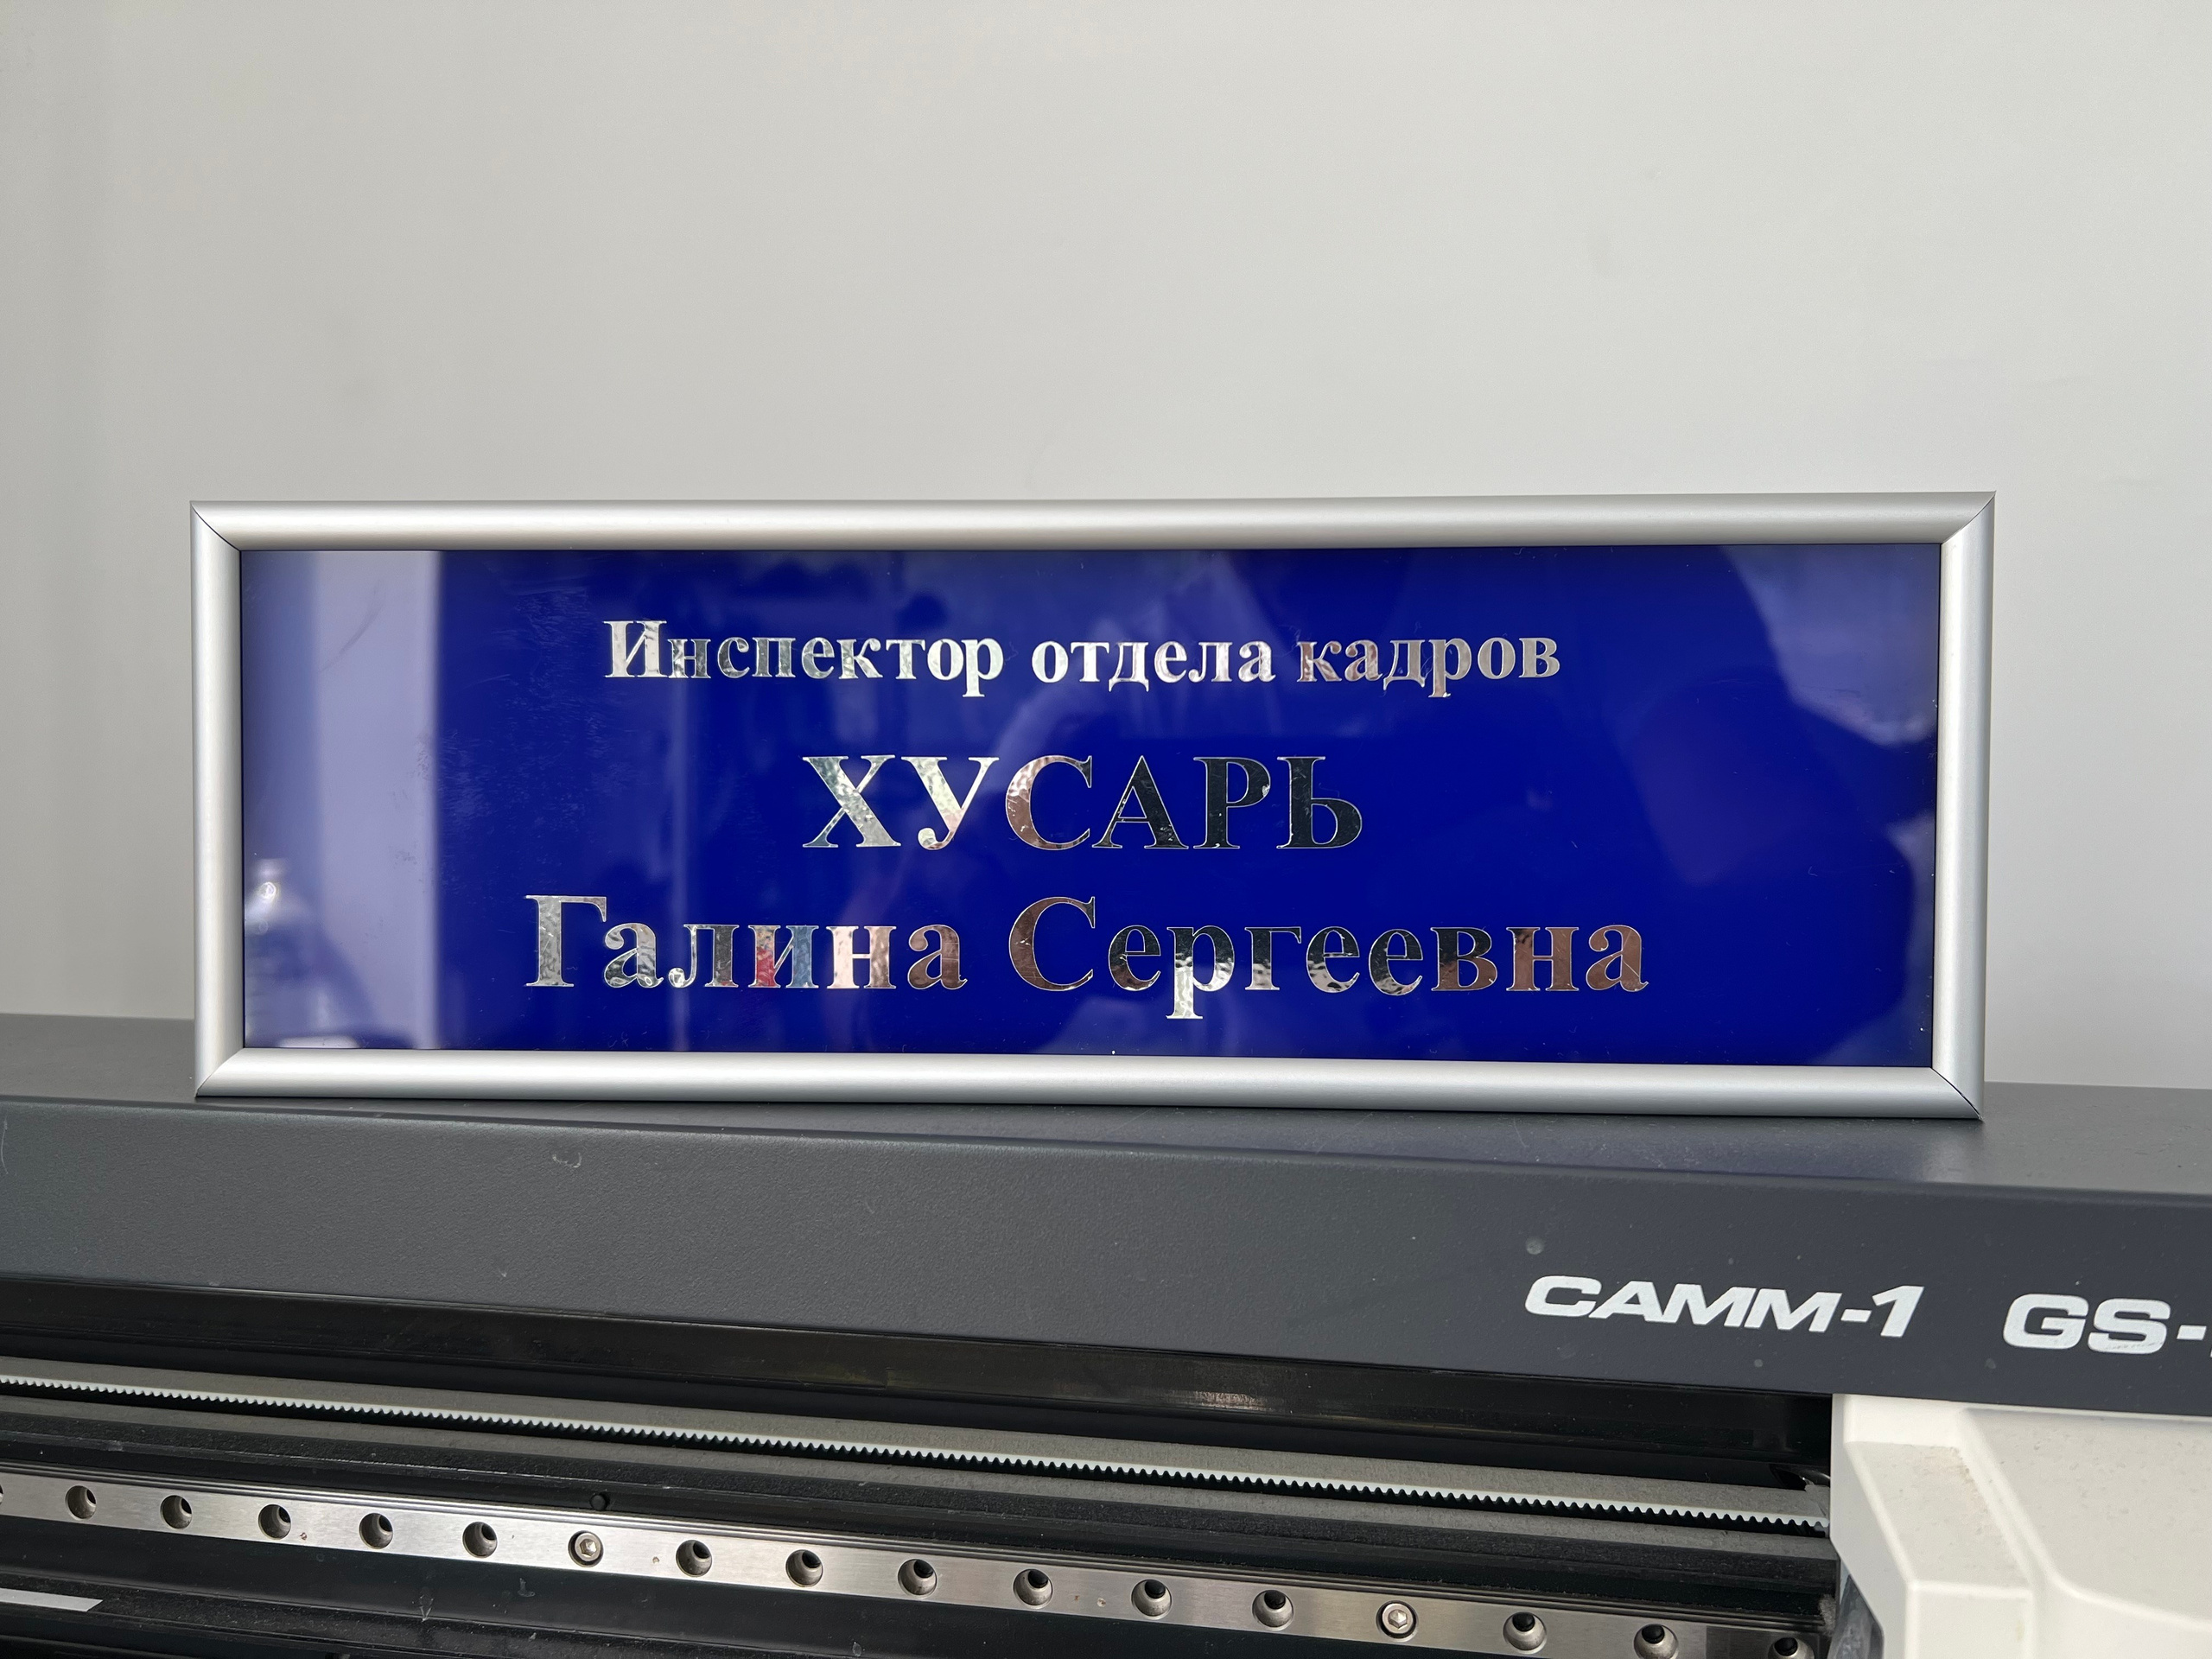 Инспектор отдела кадров
ХУСАРЬ
Галина Сергеевна
CAMM-1 GS-